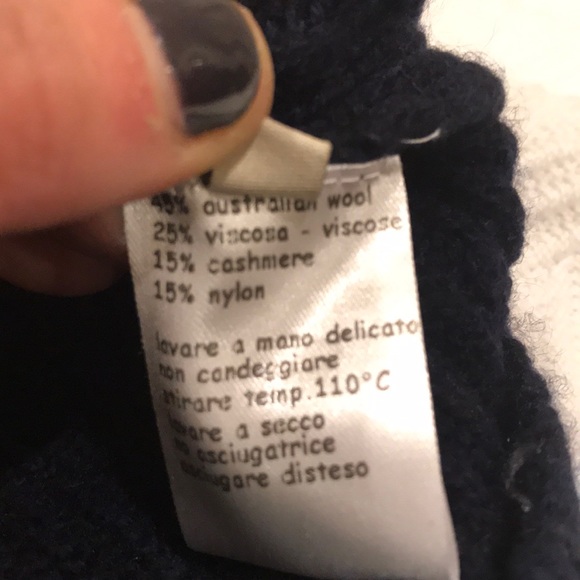 45% australian wool
25% viscosa - viscose
15% cashmere
15% nylon
lavare a mano delicato
non candeggiare
stirare temp.110°C
lavare a secco
no asciugatrice
asciugare disteso